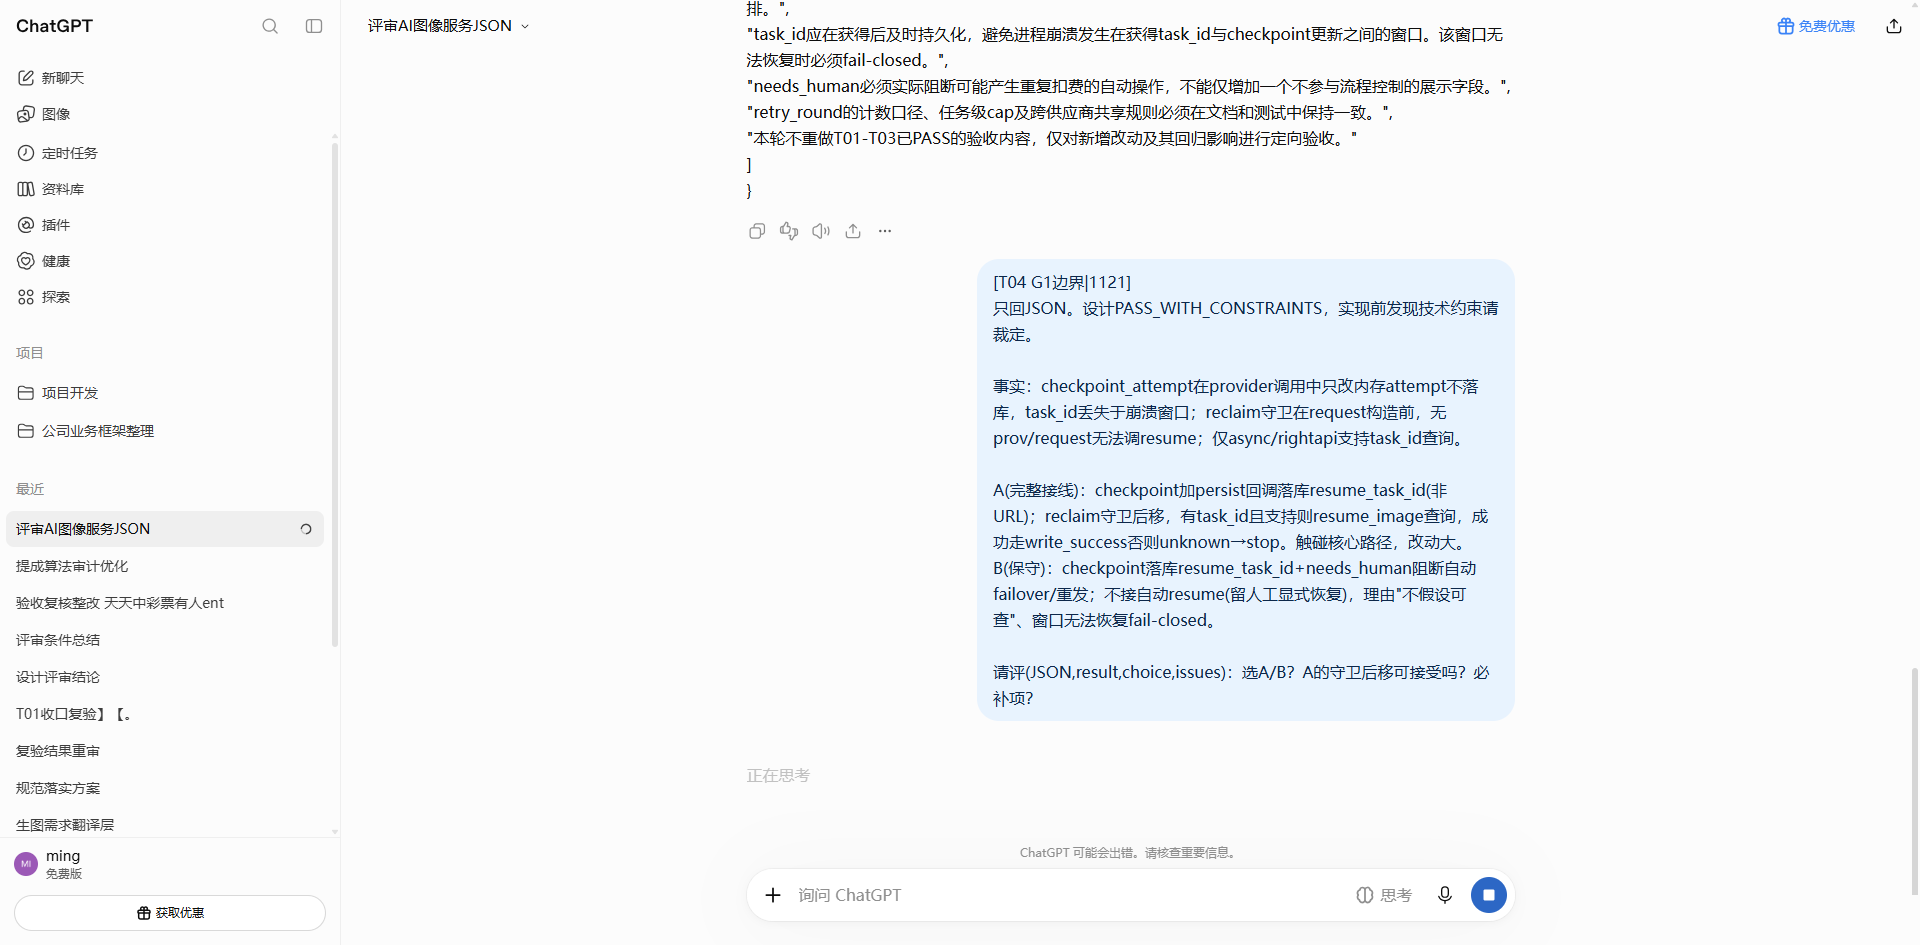 ChatGPT
新聊天
图像
定时任务
资料库
插件
健康
探索
项目
项目开发
公司业务框架整理
最近
评审AI图像服务JSON
提成算法审计优化
验收复核整改 天天中彩票有人ent
评审条件总结
设计评审结论
T01收口复验】【。
复验结果重审
规范落实方案
生图需求翻译层
MI
ming
免费版
获取优惠
评审AI图像服务JSON
免费优惠
排。",
"task_id应在获得后及时持久化，避免进程崩溃发生在获得task_id与checkpoint更新之间的窗口。该窗口无
法恢复时必须fail-closed。",
"needs_human必须实际阻断可能产生重复扣费的自动操作，不能仅增加一个不参与流程控制的展示字段。",
"retry_round的计数口径、任务级cap及跨供应商共享规则必须在文档和测试中保持一致。",
"本轮不重做T01-T03已PASS的验收内容，仅对新增改动及其回归影响进行定向验收。"
]
}
[T04 G1边界|1121]
只回JSON。设计PASS_WITH_CONSTRAINTS，实现前发现技术约束请
裁定。
事实：checkpoint_attempt在provider调用中只改内存attempt不落
库，task_id丢失于崩溃窗口；reclaim守卫在request构造前，无
prov/request无法调resume；仅async/rightapi支持task_id查询。
A(完整接线)：checkpoint加persist回调落库resume_task_id(非
URL)；reclaim守卫后移，有task_id且支持则resume_image查询，成
功走write_success否则unknown→stop。触碰核心路径，改动大。
B(保守)：checkpoint落库resume_task_id+needs_human阻断自动
failover/重发；不接自动resume(留人工显式恢复)，理由"不假设可
查"、窗口无法恢复fail-closed。
请评(JSON,result,choice,issues)：选A/B？A的守卫后移可接受吗？必
补项？
正在思考
ChatGPT 可能会出错。请核查重要信息。
询问 ChatGPT
思考